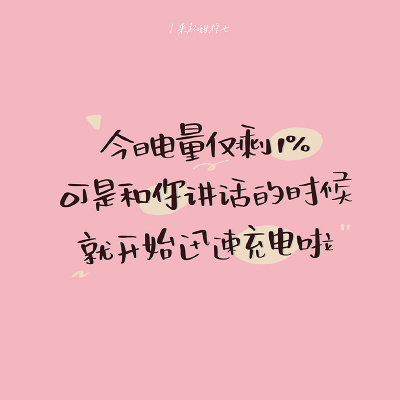 今日电量仅剩1%
可是和你讲话的时候
就开始迅速充电啦